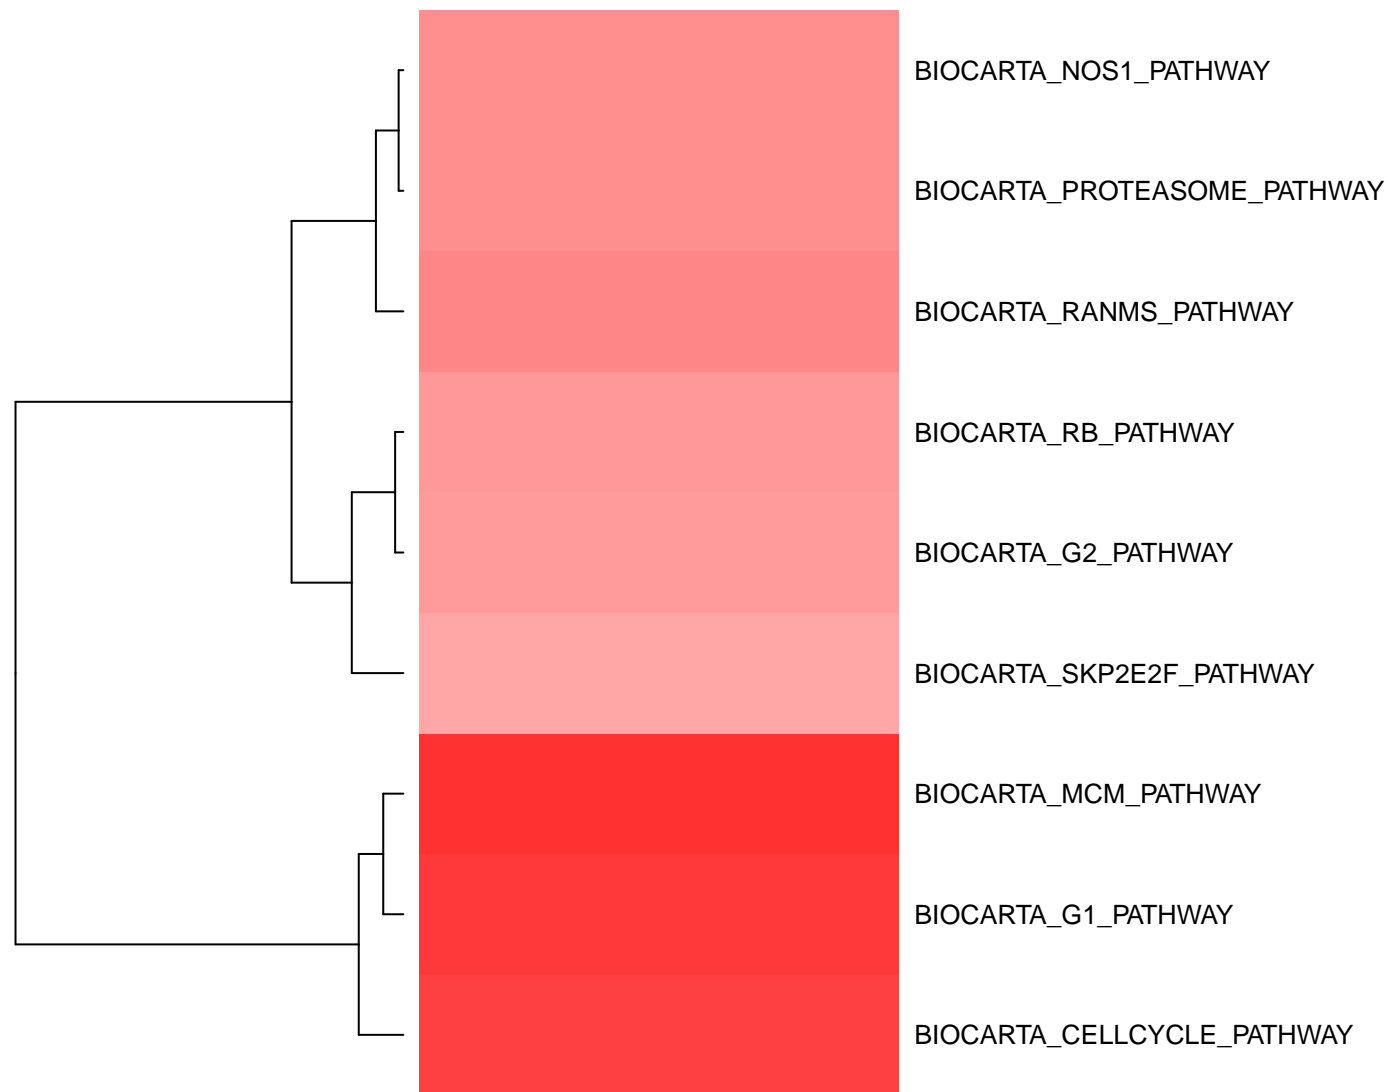 BIOCARTA_NOS1_PATHWAY
BIOCARTA_PROTEASOME_PATHWAY
BIOCARTA_RANMS_PATHWAY
BIOCARTA_RB_PATHWAY
BIOCARTA_G2_PATHWAY
BIOCARTA_SKP2E2F_PATHWAY
BIOCARTA_MCM_PATHWAY
BIOCARTA_G1_PATHWAY
BIOCARTA_CELLCYCLE_PATHWAY